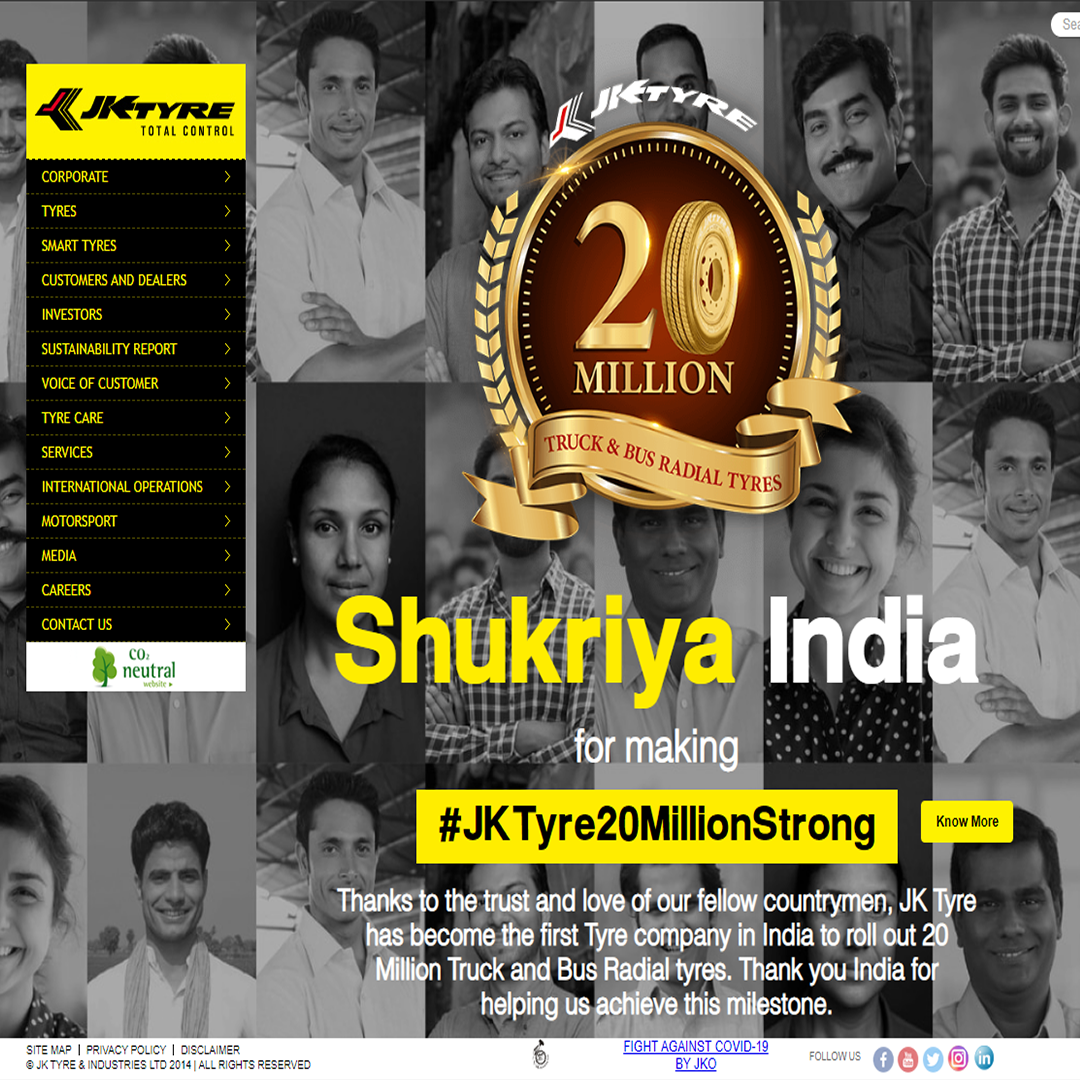 Sea
JKTYRE
TOTAL CONTROL
CORPORATE
TYRES
SMART TYRES
CUSTOMERS AND DEALERS
INVESTORS
SUSTAINABILITY REPORT
VOICE OF CUSTOMER
TYRE CARE
SERVICES
INTERNATIONAL OPERATIONS
MOTORSPORT
MEDIA
CAREERS
CONTACT US
CO2
neutral
website
JKTYRE
20
MILLION
TRUCK & BUS RADIAL TYRES
Shukriya India
for making
#JKTyre20MillionStrong
Know More
Thanks to the trust and love of our fellow countrymen, JK Tyre
has become the first Tyre company in India to roll out 20
Million Truck and Bus Radial tyres. Thank you India for
helping us achieve this milestone.
SITE MAP | PRIVACY POLICY | DISCLAIMER
© JK TYRE & INDUSTRIES LTD 2014 | ALL RIGHTS RESERVED
FIGHT AGAINST COVID-19
BY JKO
FOLLOW US